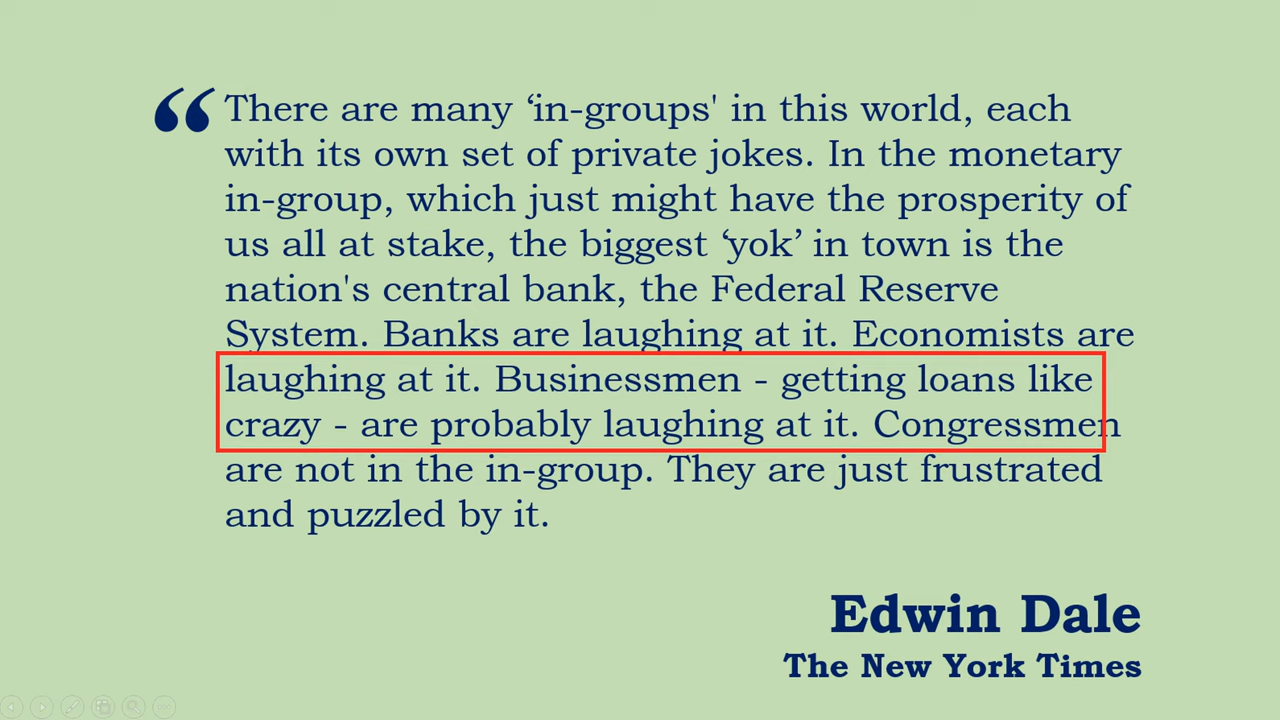 “There are many ‘in-groups' in this world, each
with its own set of private jokes. In the monetary
in-group, which just might have the prosperity of
us all at stake, the biggest ‘yok’ in town is the
nation's central bank, the Federal Reserve
System. Banks are laughing at it. Economists are
laughing at it. Businessmen - getting loans like
crazy - are probably laughing at it. Congressmen
are not in the in-group. They are just frustrated
and puzzled by it.
Edwin Dale
The New York Times